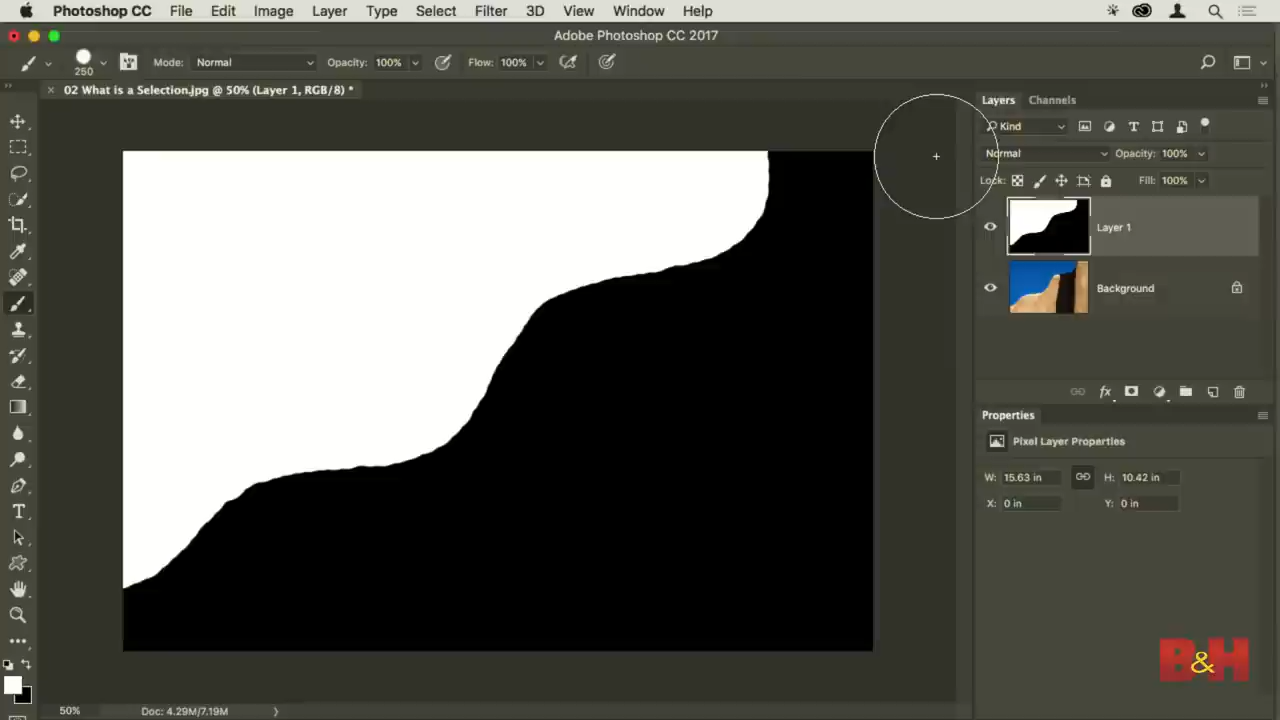 Photoshop CC File Edit Image Layer Type Select Filter 3D View Window Help
Adobe Photoshop CC 2017
250 Mode: Normal Opacity: 100% Flow: 100%
02 What is a Selection.jpg @ 50% (Layer 1, RGB/8) *
Layers Channels
Kind
Normal Opacity: 100%
Lock: Fill: 100%
Layer 1
Background
fx
Properties
Pixel Layer Properties
W: 15.63 in H: 10.42 in
X: 0 in Y: 0 in
B&H
50% Doc: 4.29M/7.19M